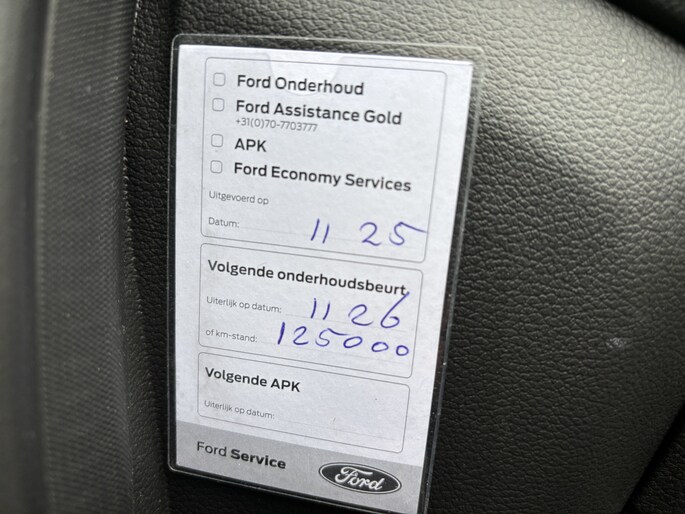 Ford Onderhoud
Ford Assistance Gold
+31(0)70-7703777
APK
Ford Economy Services
Uitgevoerd op
Datum: 11 25
Volgende onderhoudsbeurt
Uiterlijk op datum: 11 26
of km-stand: 125000
Volgende APK
Uiterlijk op datum:
Ford Service
Ford